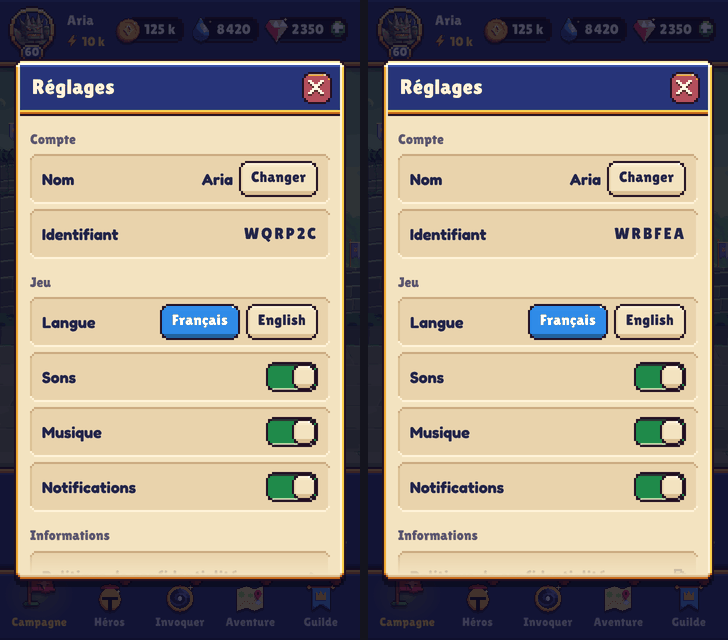 Aria
10 k
125 k
8420
2350
60
Réglages
Compte
Nom
Aria
Changer
Identifiant
WQRP2C
Jeu
Langue
Français
English
Sons
Musique
Notifications
Informations
Campagne
Héros
Invoquer
Aventure
Guilde
Aria
10 k
125 k
8420
2350
60
Réglages
Compte
Nom
Aria
Changer
Identifiant
WRBFEA
Jeu
Langue
Français
English
Sons
Musique
Notifications
Informations
Campagne
Héros
Invoquer
Aventure
Guilde